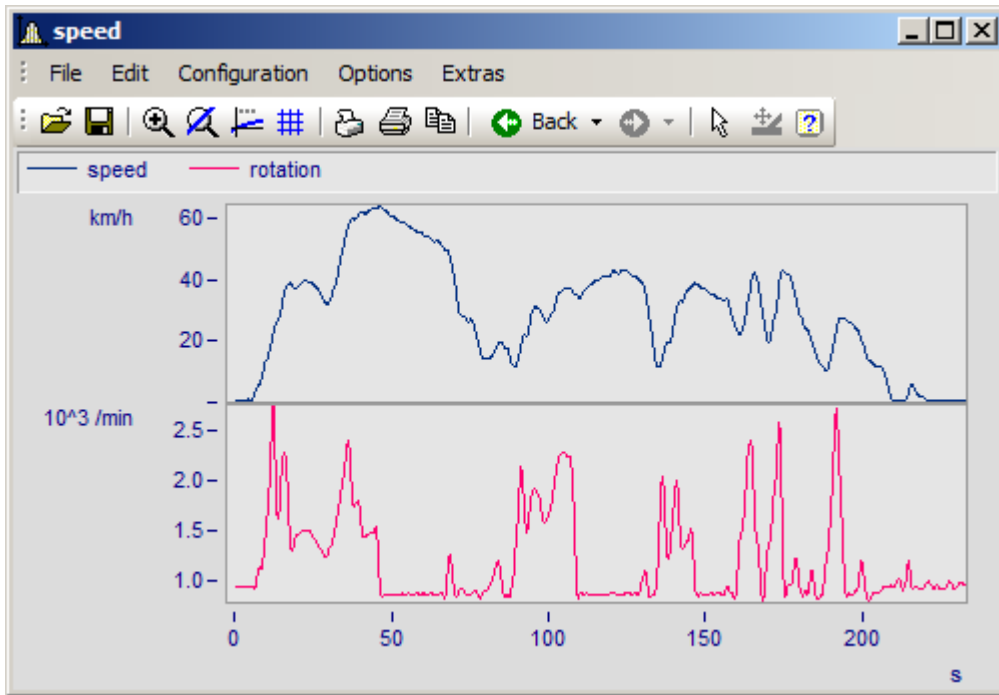 speed
File Edit Configuration Options Extras
Back
speed rotation
km/h
60
40
20
10^3 /min
2.5
2.0
1.5
1.0
0 50 100 150 200
s